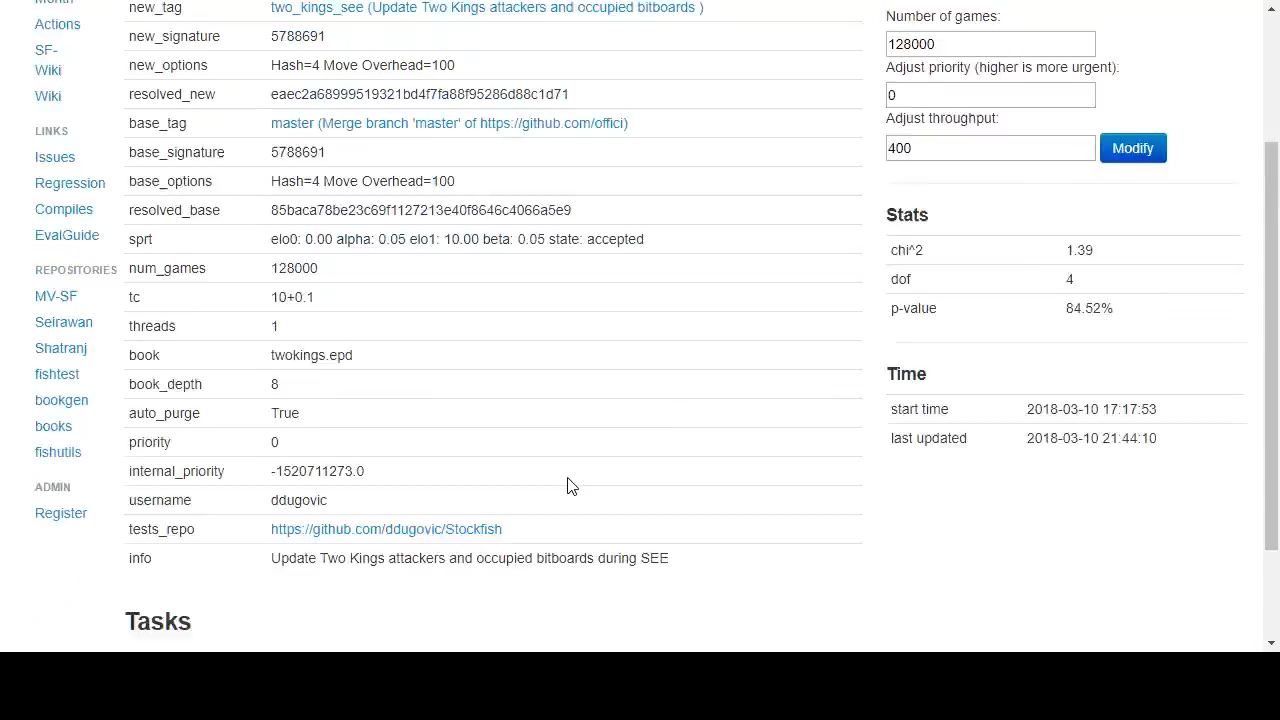 Actions
SF-
Wiki
Wiki
LINKS
Issues
Regression
Compiles
EvalGuide
REPOSITORIES
MV-SF
Seirawan
Shatranj
fishtest
bookgen
books
fishutils
ADMIN
Register
new_tag two_kings_see (Update Two Kings attackers and occupied bitboards )
new_signature 5788691
new_options Hash=4 Move Overhead=100
resolved_new eaec2a68999519321bd4f7fa88f95286d88c1d71
base_tag master (Merge branch 'master' of https://github.com/offici)
base_signature 5788691
base_options Hash=4 Move Overhead=100
resolved_base 85baca78be23c69f1127213e40f8646c4066a5e9
sprt elo0: 0.00 alpha: 0.05 elo1: 10.00 beta: 0.05 state: accepted
num_games 128000
tc 10+0.1
threads 1
book twokings.epd
book_depth 8
auto_purge True
priority 0
internal_priority -1520711273.0
username ddugovic
tests_repo https://github.com/ddugovic/Stockfish
info Update Two Kings attackers and occupied bitboards during SEE
Tasks
Number of games:
128000
Adjust priority (higher is more urgent):
0
Adjust throughput:
400 Modify
Stats
chi^2 1.39
dof 4
p-value 84.52%
Time
start time 2018-03-10 17:17:53
last updated 2018-03-10 21:44:10